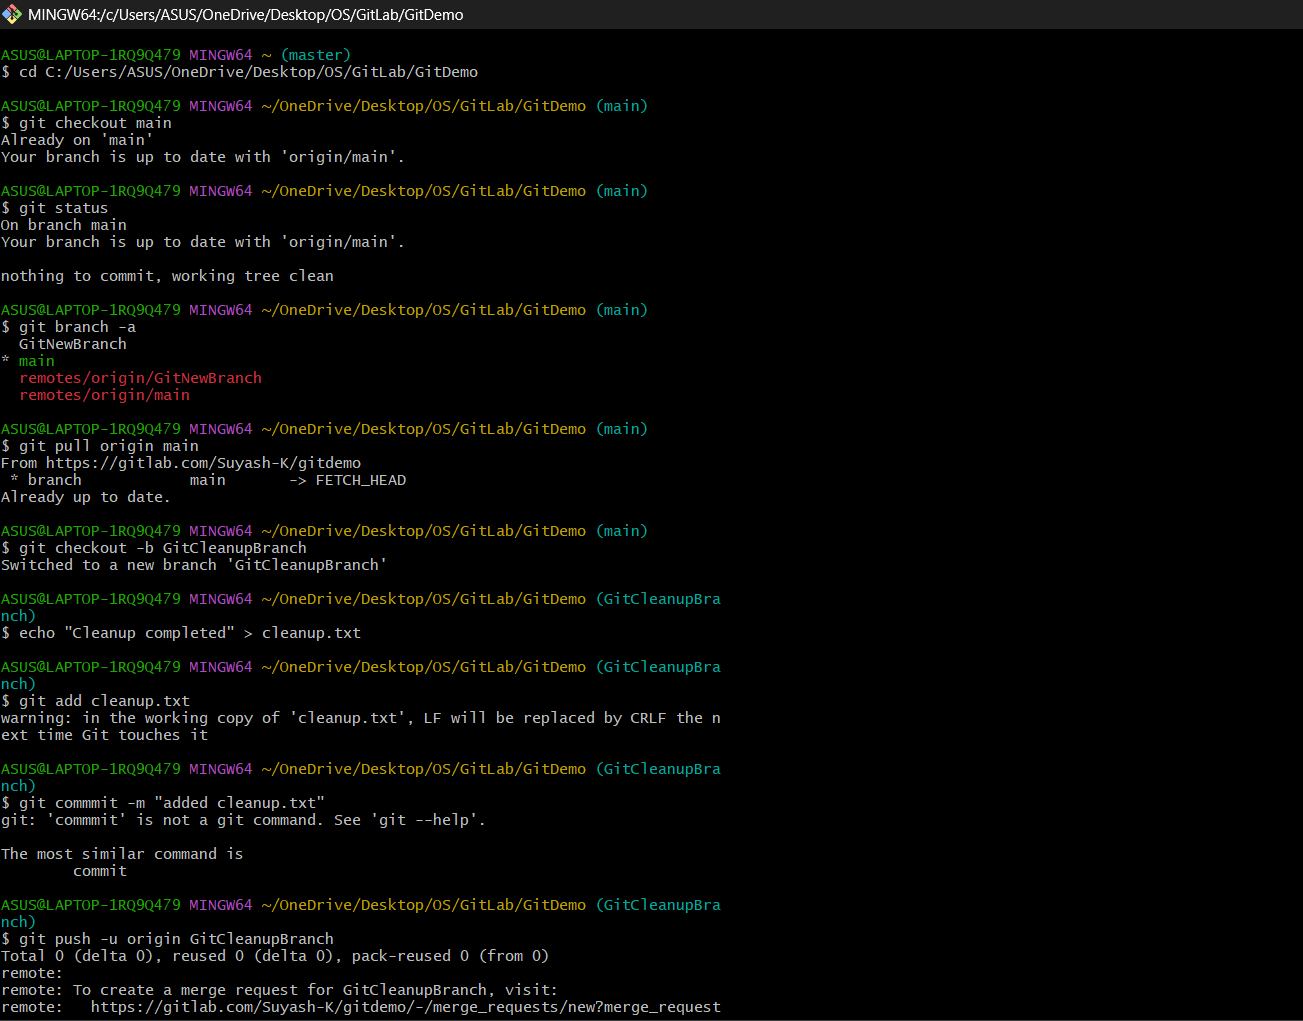 MINGW64:/c/Users/ASUS/OneDrive/Desktop/OS/GitLab/GitDemo
ASUS@LAPTOP-1RQ9Q479 MINGW64 ~ (master)
$ cd C:/Users/ASUS/OneDrive/Desktop/OS/GitLab/GitDemo
ASUS@LAPTOP-1RQ9Q479 MINGW64 ~/OneDrive/Desktop/OS/GitLab/GitDemo (main)
$ git checkout main
Already on 'main'
Your branch is up to date with 'origin/main'.
ASUS@LAPTOP-1RQ9Q479 MINGW64 ~/OneDrive/Desktop/OS/GitLab/GitDemo (main)
$ git status
On branch main
Your branch is up to date with 'origin/main'.
nothing to commit, working tree clean
ASUS@LAPTOP-1RQ9Q479 MINGW64 ~/OneDrive/Desktop/OS/GitLab/GitDemo (main)
$ git branch -a
  GitNewBranch
* main
  remotes/origin/GitNewBranch
  remotes/origin/main
ASUS@LAPTOP-1RQ9Q479 MINGW64 ~/OneDrive/Desktop/OS/GitLab/GitDemo (main)
$ git pull origin main
From https://gitlab.com/Suyash-K/gitdemo
 * branch            main       -> FETCH_HEAD
Already up to date.
ASUS@LAPTOP-1RQ9Q479 MINGW64 ~/OneDrive/Desktop/OS/GitLab/GitDemo (main)
$ git checkout -b GitCleanupBranch
Switched to a new branch 'GitCleanupBranch'
ASUS@LAPTOP-1RQ9Q479 MINGW64 ~/OneDrive/Desktop/OS/GitLab/GitDemo (GitCleanupBra
nch)
$ echo "Cleanup completed" > cleanup.txt
ASUS@LAPTOP-1RQ9Q479 MINGW64 ~/OneDrive/Desktop/OS/GitLab/GitDemo (GitCleanupBra
nch)
$ git add cleanup.txt
warning: in the working copy of 'cleanup.txt', LF will be replaced by CRLF the n
ext time Git touches it
ASUS@LAPTOP-1RQ9Q479 MINGW64 ~/OneDrive/Desktop/OS/GitLab/GitDemo (GitCleanupBra
nch)
$ git commmit -m "added cleanup.txt"
git: 'commmit' is not a git command. See 'git --help'.
The most similar command is
        commit
ASUS@LAPTOP-1RQ9Q479 MINGW64 ~/OneDrive/Desktop/OS/GitLab/GitDemo (GitCleanupBra
nch)
$ git push -u origin GitCleanupBranch
Total 0 (delta 0), reused 0 (delta 0), pack-reused 0 (from 0)
remote:
remote: To create a merge request for GitCleanupBranch, visit:
remote:   https://gitlab.com/Suyash-K/gitdemo/-/merge_requests/new?merge_request